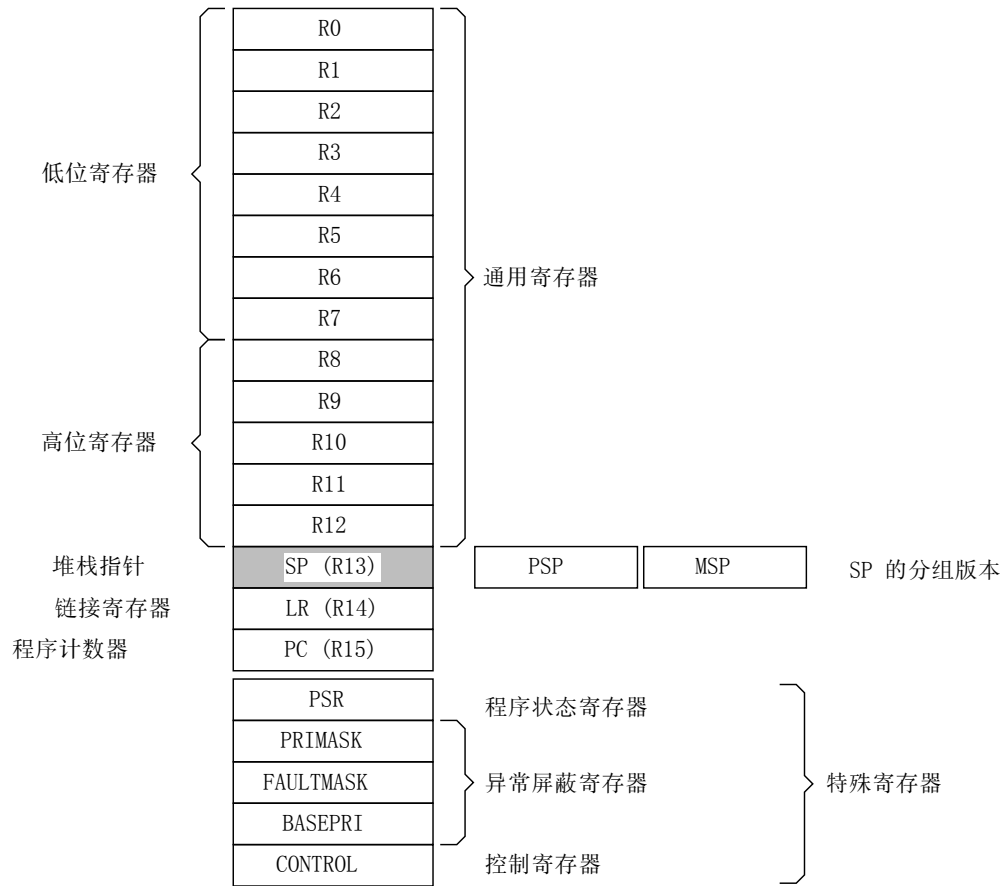 R0
R1
R2
R3
低位寄存器
R4
R5
R6
通用寄存器
R7
R8
R9
高位寄存器
R10
R11
R12
堆栈指针
SP (R13)
PSP
MSP
SP 的分组版本
链接寄存器
LR (R14)
程序计数器
PC (R15)
PSR
程序状态寄存器
PRIMASK
FAULTMASK
异常屏蔽寄存器
特殊寄存器
BASEPRI
CONTROL
控制寄存器